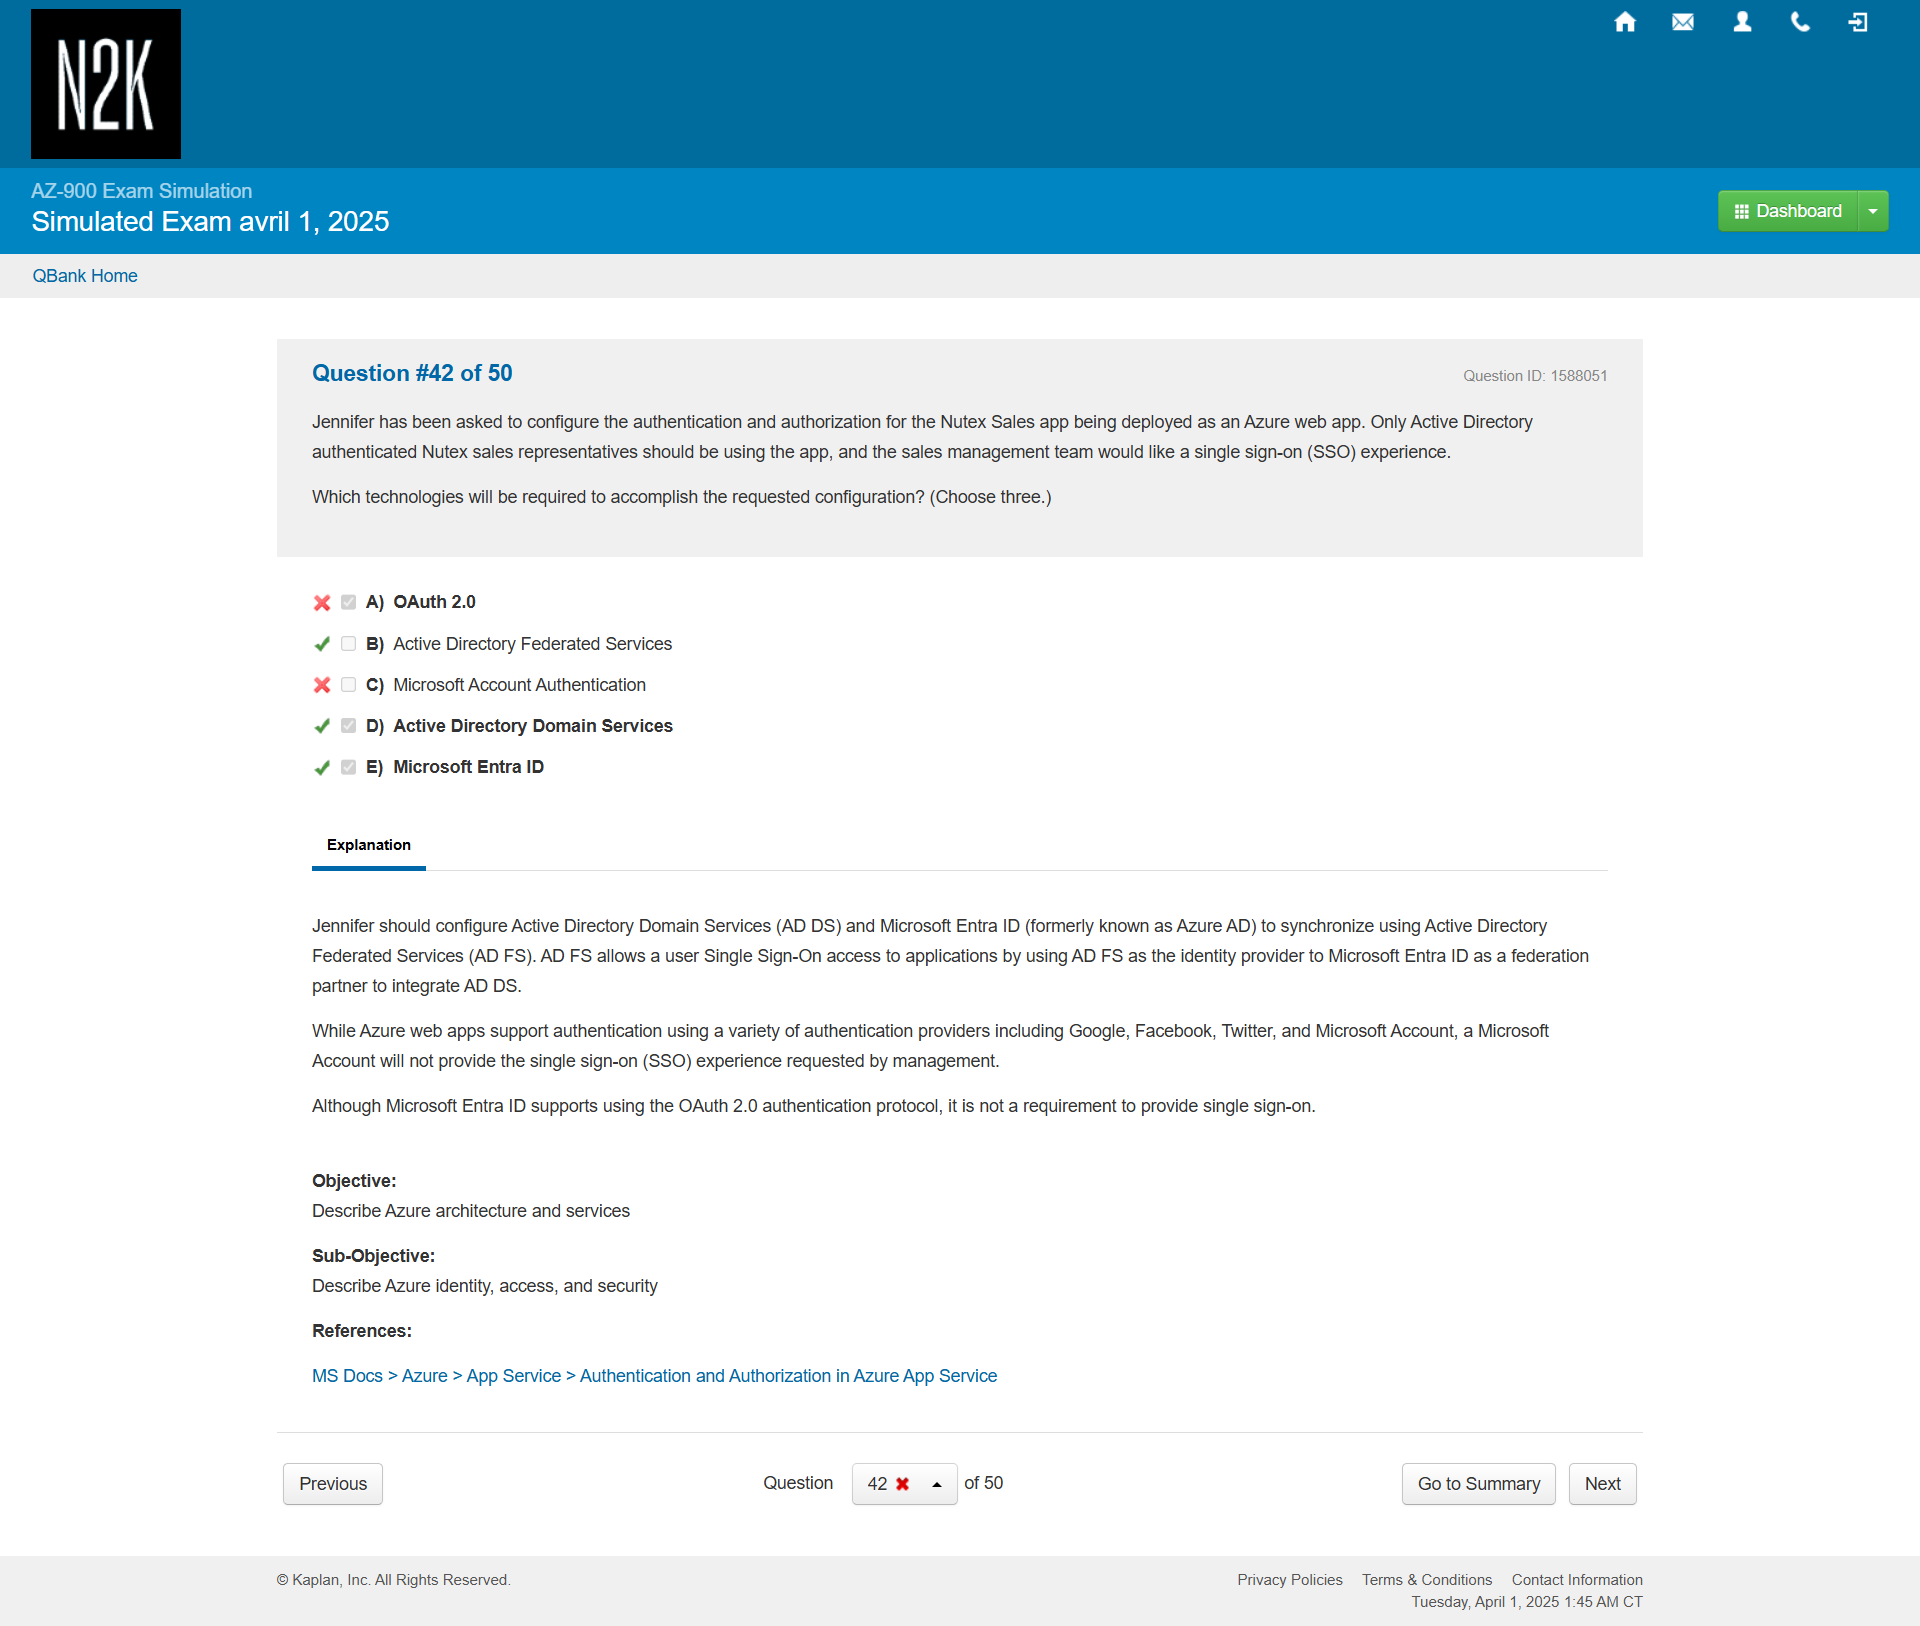 N2K
AZ-900 Exam Simulation
Simulated Exam avril 1, 2025
Dashboard
QBank Home
Question #42 of 50
Question ID: 1588051
Jennifer has been asked to configure the authentication and authorization for the Nutex Sales app being deployed as an Azure web app. Only Active Directory
authenticated Nutex sales representatives should be using the app, and the sales management team would like a single sign-on (SSO) experience.
Which technologies will be required to accomplish the requested configuration? (Choose three.)
A) OAuth 2.0
B) Active Directory Federated Services
C) Microsoft Account Authentication
D) Active Directory Domain Services
E) Microsoft Entra ID
Explanation
Jennifer should configure Active Directory Domain Services (AD DS) and Microsoft Entra ID (formerly known as Azure AD) to synchronize using Active Directory
Federated Services (AD FS). AD FS allows a user Single Sign-On access to applications by using AD FS as the identity provider to Microsoft Entra ID as a federation
partner to integrate AD DS.
While Azure web apps support authentication using a variety of authentication providers including Google, Facebook, Twitter, and Microsoft Account, a Microsoft
Account will not provide the single sign-on (SSO) experience requested by management.
Although Microsoft Entra ID supports using the OAuth 2.0 authentication protocol, it is not a requirement to provide single sign-on.
Objective:
Describe Azure architecture and services
Sub-Objective:
Describe Azure identity, access, and security
References:
MS Docs > Azure > App Service > Authentication and Authorization in Azure App Service
Previous
Question 42 of 50
Go to Summary
Next
© Kaplan, Inc. All Rights Reserved.
Privacy Policies Terms & Conditions Contact Information
Tuesday, April 1, 2025 1:45 AM CT